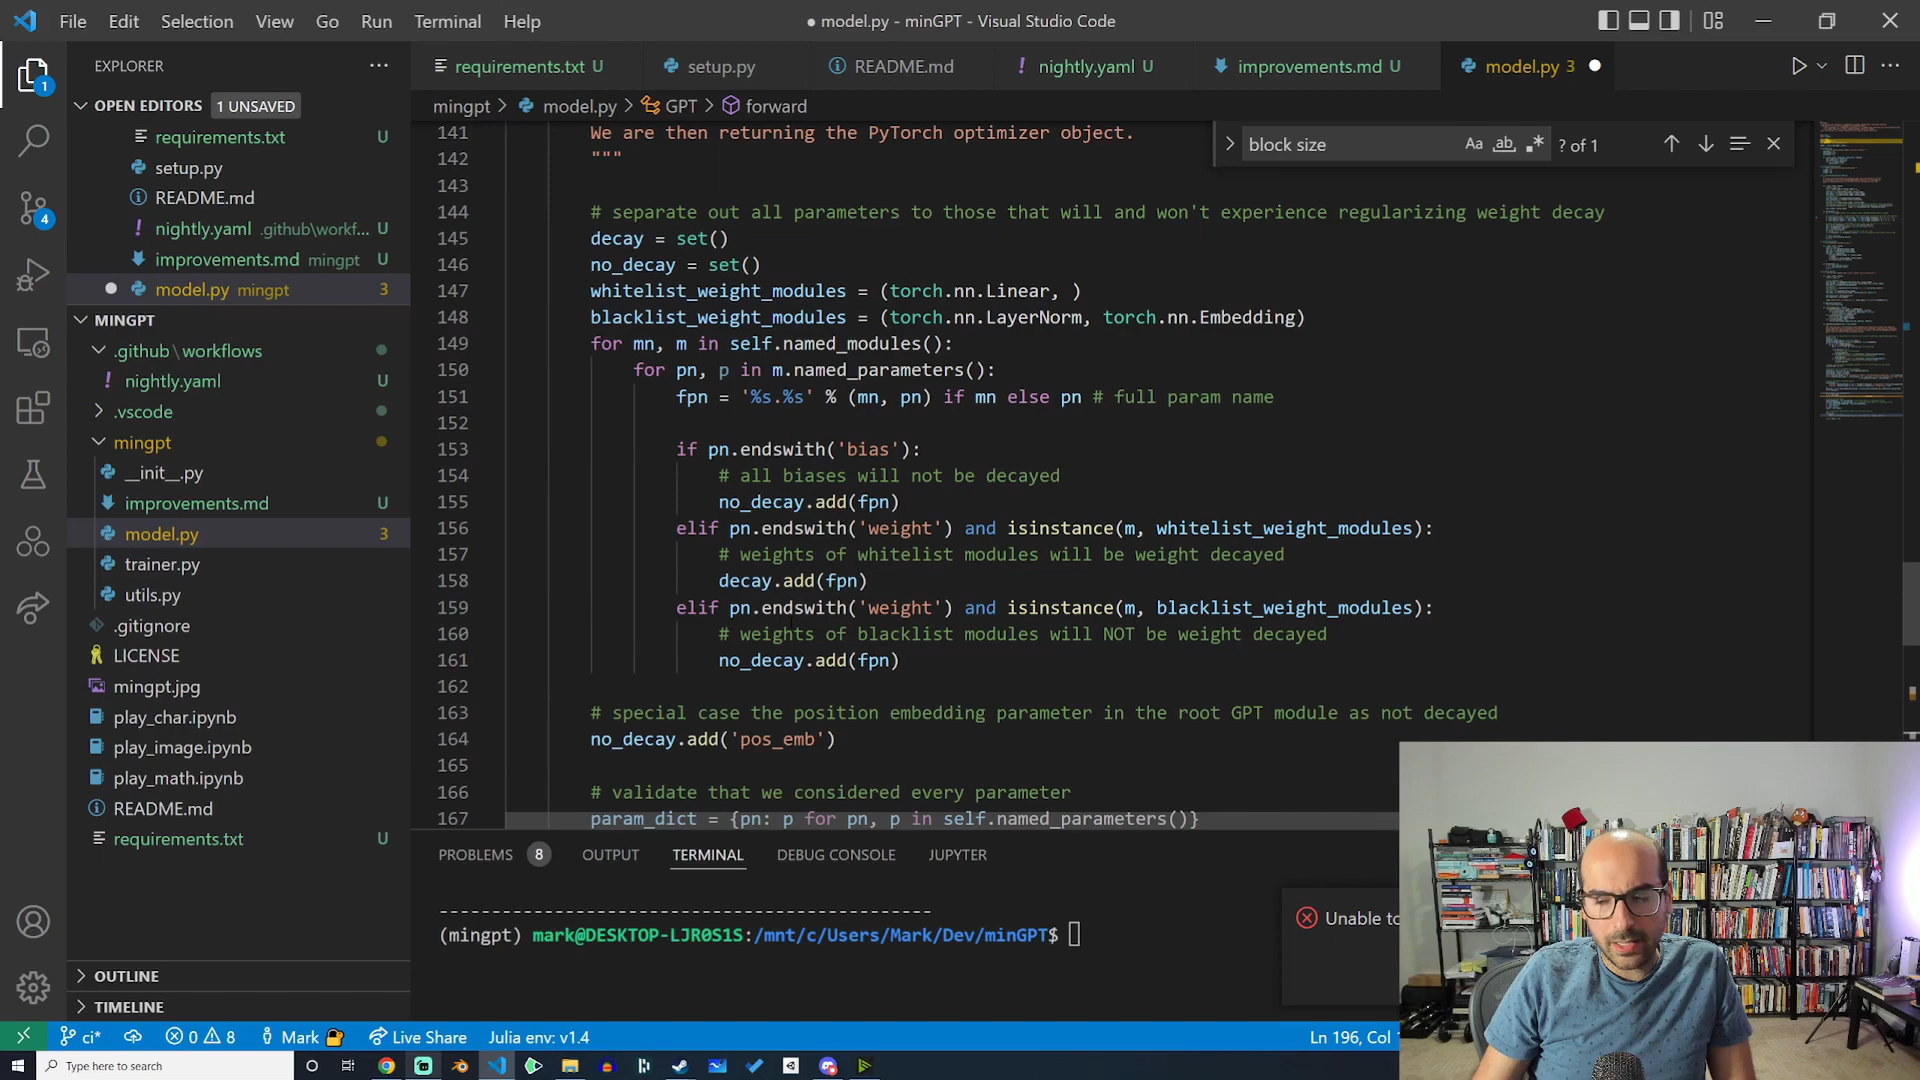 File Edit Selection View Go Run Terminal Help
● model.py - minGPT - Visual Studio Code
EXPLORER
OPEN EDITORS 1 UNSAVED
requirements.txt U
setup.py
README.md
nightly.yaml .github\workf... U
improvements.md mingpt U
model.py mingpt 3
MINGPT
.github\workflows
nightly.yaml U
.vscode
mingpt
__init__.py
improvements.md U
model.py 3
trainer.py
utils.py
.gitignore
LICENSE
mingpt.jpg
play_char.ipynb
play_image.ipynb
play_math.ipynb
README.md
requirements.txt U
OUTLINE
TIMELINE
1
4
requirements.txt U setup.py README.md nightly.yaml U improvements.md U model.py 3
mingpt > model.py > GPT > forward
block size Aa ab .* ? of 1
141 We are then returning the PyTorch optimizer object.
142 """
143
144 # separate out all parameters to those that will and won't experience regularizing weight decay
145 decay = set()
146 no_decay = set()
147 whitelist_weight_modules = (torch.nn.Linear, )
148 blacklist_weight_modules = (torch.nn.LayerNorm, torch.nn.Embedding)
149 for mn, m in self.named_modules():
150 for pn, p in m.named_parameters():
151 fpn = '%s.%s' % (mn, pn) if mn else pn # full param name
152
153 if pn.endswith('bias'):
154 # all biases will not be decayed
155 no_decay.add(fpn)
156 elif pn.endswith('weight') and isinstance(m, whitelist_weight_modules):
157 # weights of whitelist modules will be weight decayed
158 decay.add(fpn)
159 elif pn.endswith('weight') and isinstance(m, blacklist_weight_modules):
160 # weights of blacklist modules will NOT be weight decayed
161 no_decay.add(fpn)
162
163 # special case the position embedding parameter in the root GPT module as not decayed
164 no_decay.add('pos_emb')
165
166 # validate that we considered every parameter
167 param_dict = {pn: p for pn, p in self.named_parameters()}
PROBLEMS 8 OUTPUT TERMINAL DEBUG CONSOLE JUPYTER
----------------------------------------------
(mingpt) mark@DESKTOP-LJR0S1S:/mnt/c/Users/Mark/Dev/minGPT$
Unable to
ci* 0 8 Mark Live Share Julia env: v1.4 Ln 196, Col
Type here to search